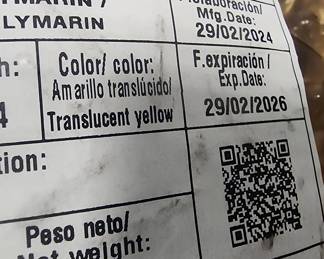 LYMARIN
Mfg.Date:
29/02/2024
Color/ color:
Amarillo translúcido/
Translucent yellow
F.expiración /
Exp.Date:
29/02/2026
Peso neto/
weight: